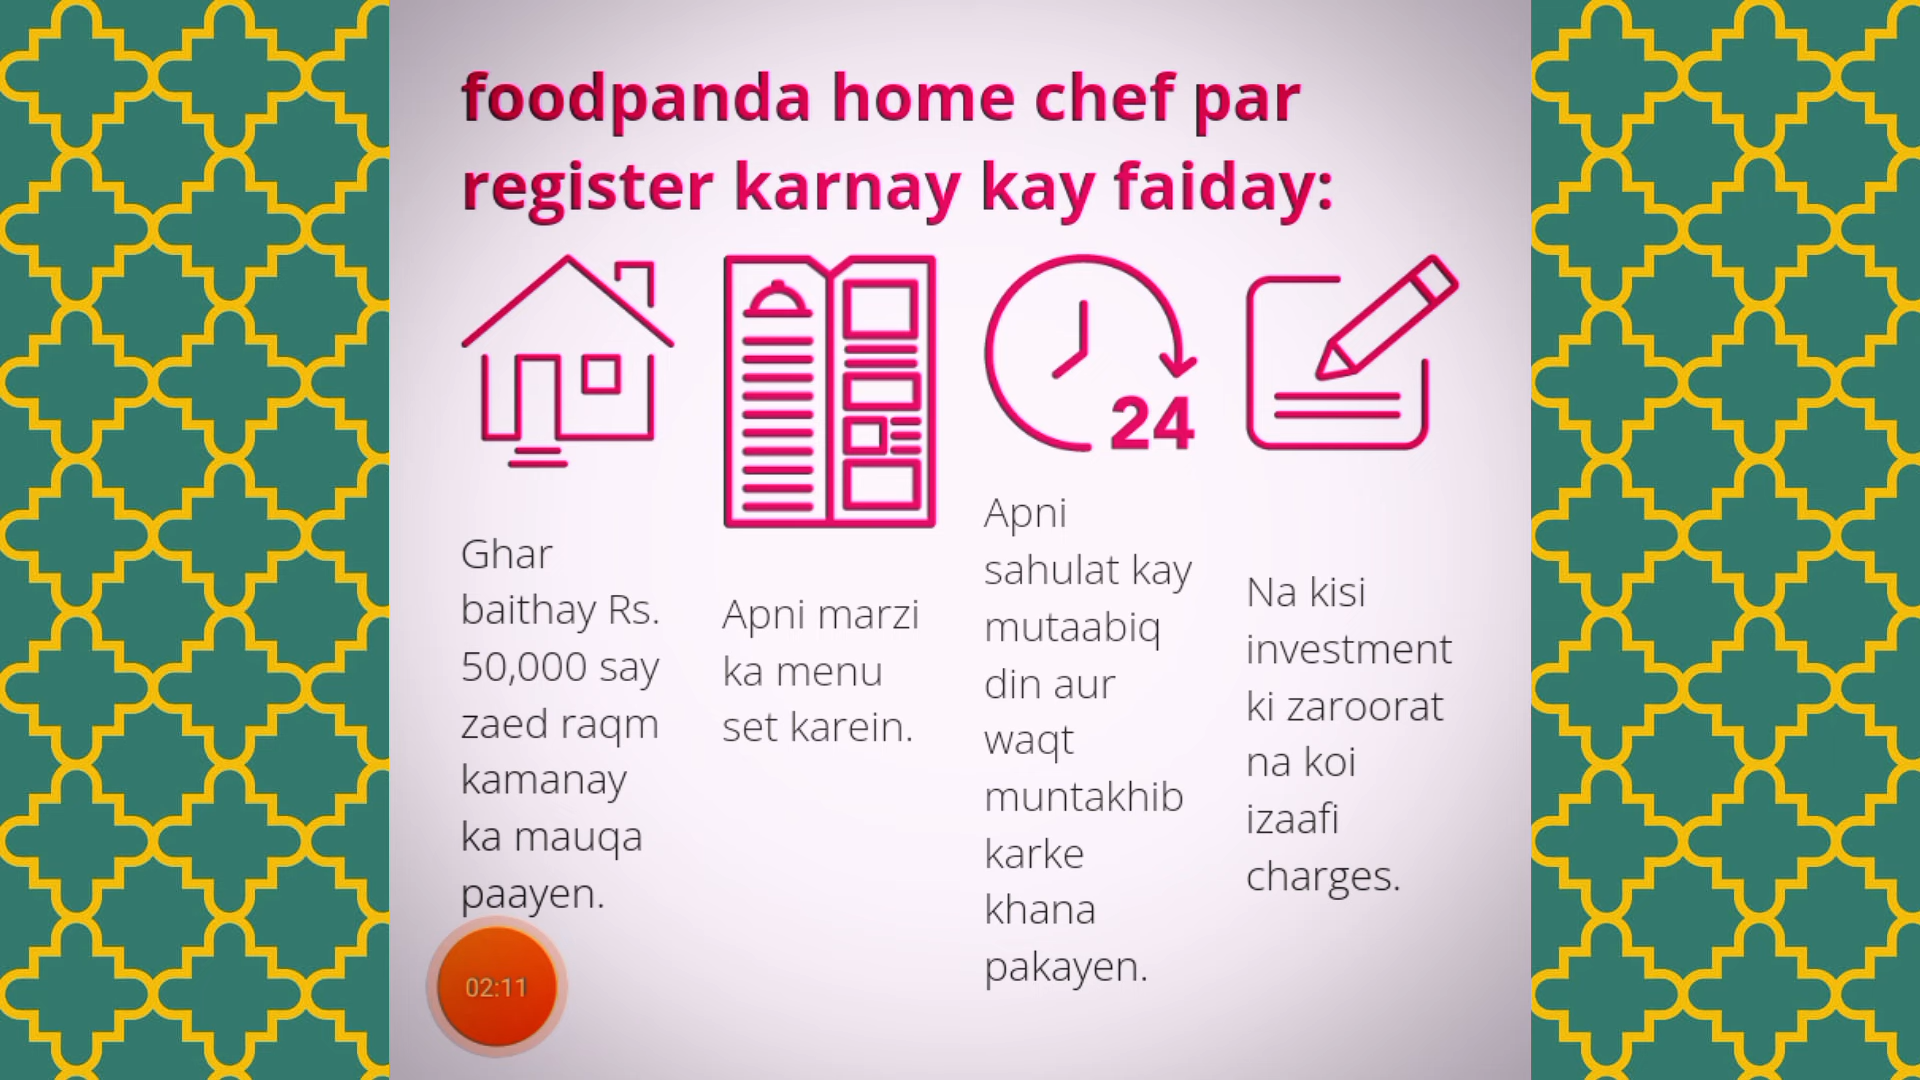 foodpanda home chef par
register karnay kay faiday:
24
Ghar
baithay Rs.
50,000 say
zaed raqm
kamanay
ka mauqa
paayen.
Apni marzi
ka menu
set karein.
Apni
sahulat kay
mutaabiq
din aur
waqt
muntakhib
karke
khana
pakayen.
Na kisi
investment
ki zaroorat
na koi
izaafi
charges.
02:11